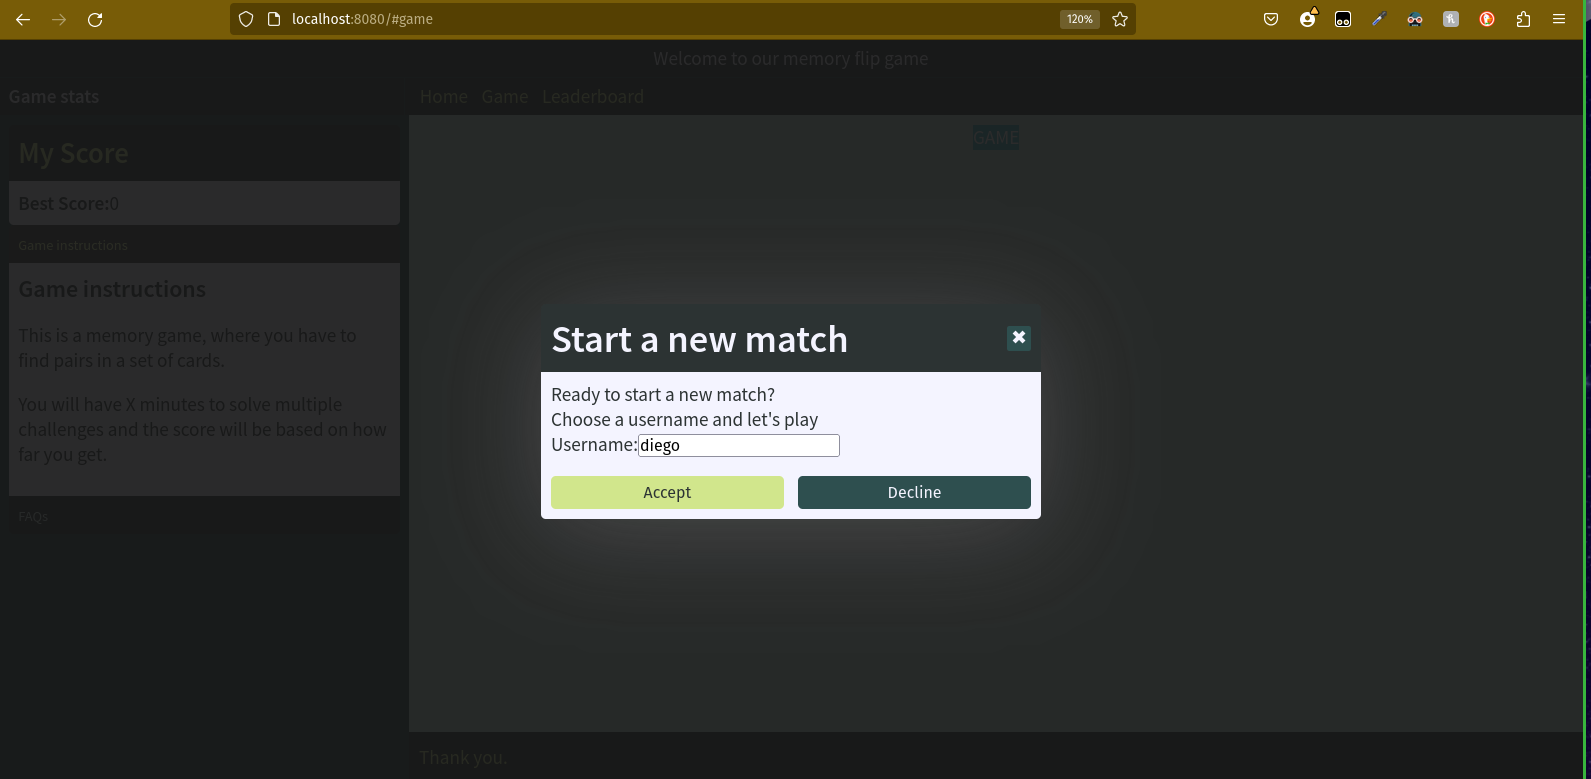 localhost:8080/#game
120%
Welcome to our memory flip game
Game stats
Home Game Leaderboard
My Score
GAME
Best Score:0
Game instructions
Game instructions
This is a memory game, where you have to
find pairs in a set of cards.
You will have X minutes to solve multiple
challenges and the score will be based on how
far you get.
FAQs
Start a new match
✖
Ready to start a new match?
Choose a username and let's play
Username:diego
Accept
Decline
Thank you.